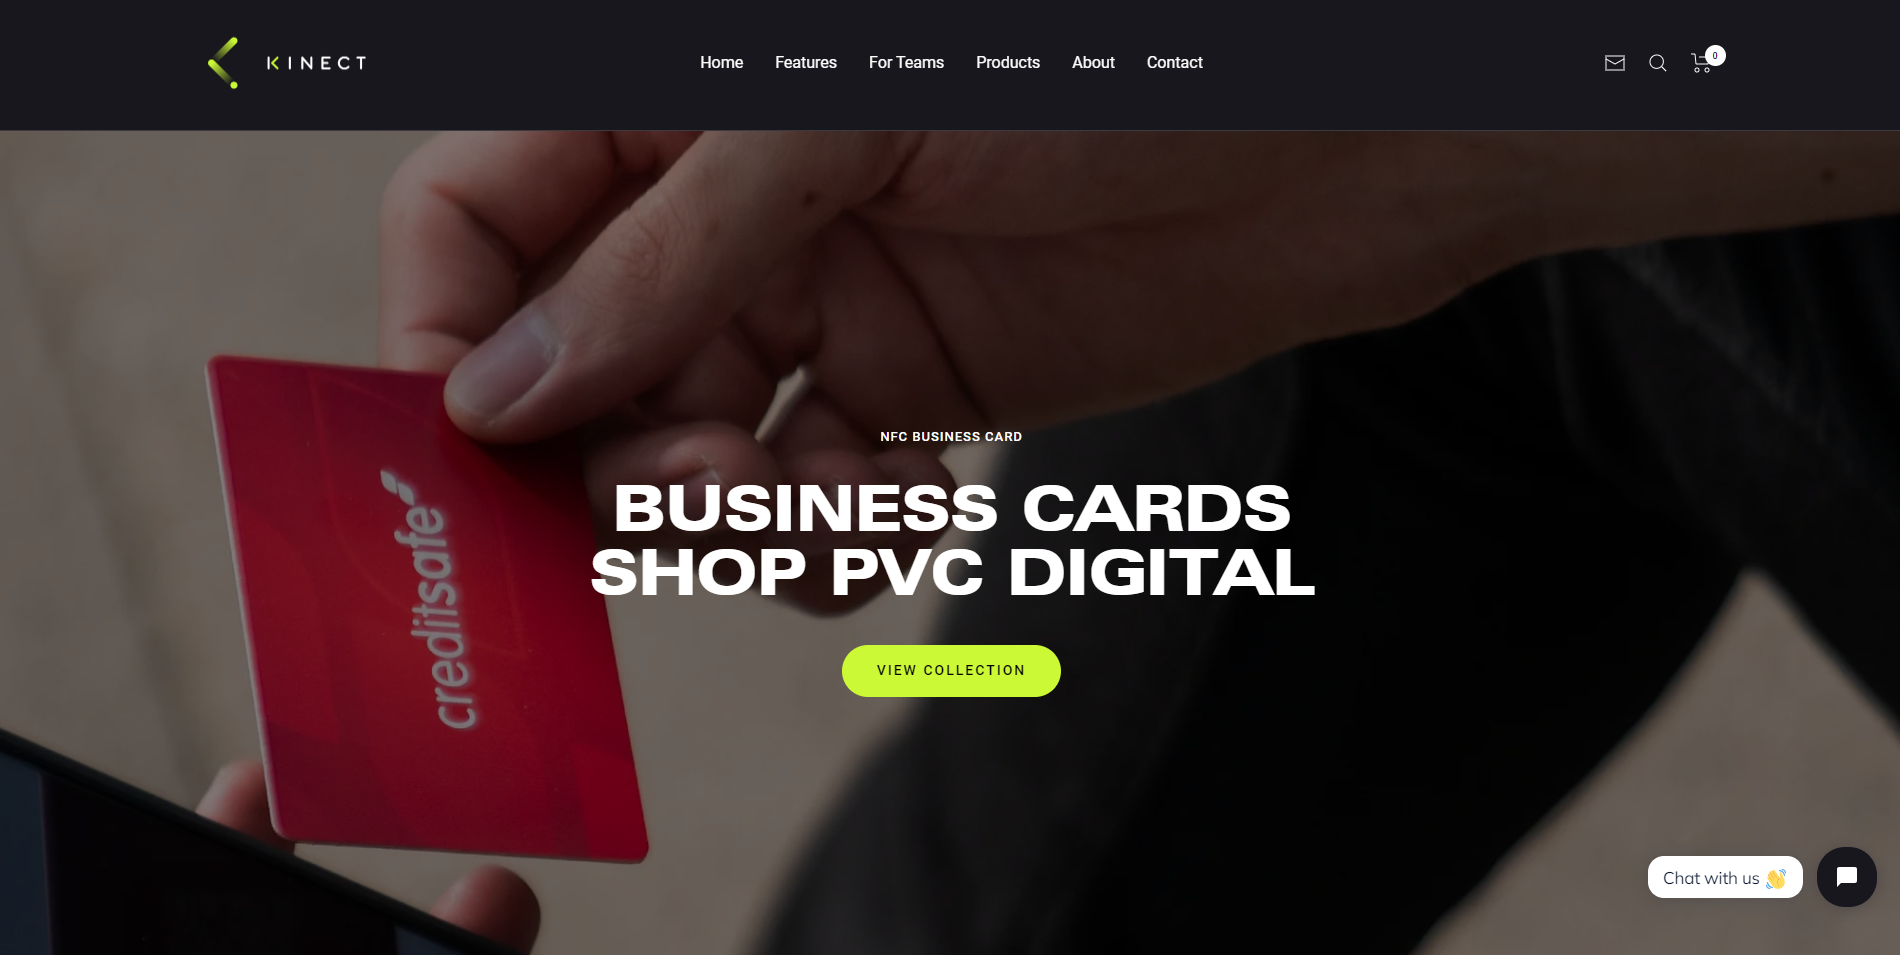 KINECT
Home
Features
For Teams
Products
About
Contact
0
creditsafe
NFC BUSINESS CARD
BUSINESS CARDS
SHOP PVC DIGITAL
VIEW COLLECTION
Chat with us 👋